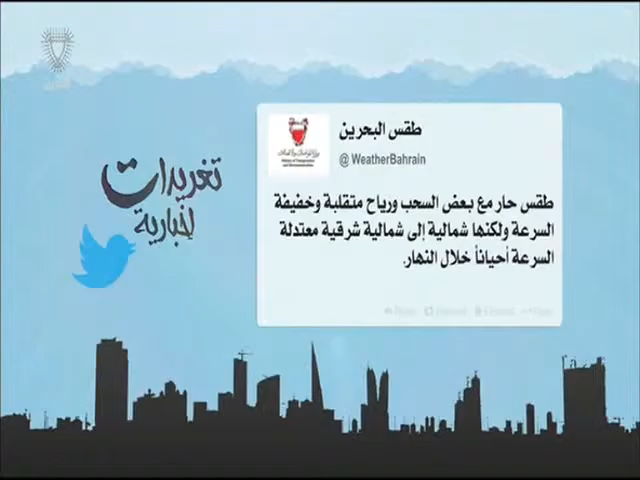 تغريدات
إخبارية
طقس البحرين
@WeatherBahrain
طقس حار مع بعض السحب ورياح متقلبة وخفيفة
السرعة ولكنها شمالية إلى شمالية شرقية معتدلة
السرعة أحياناً خلال النهار.